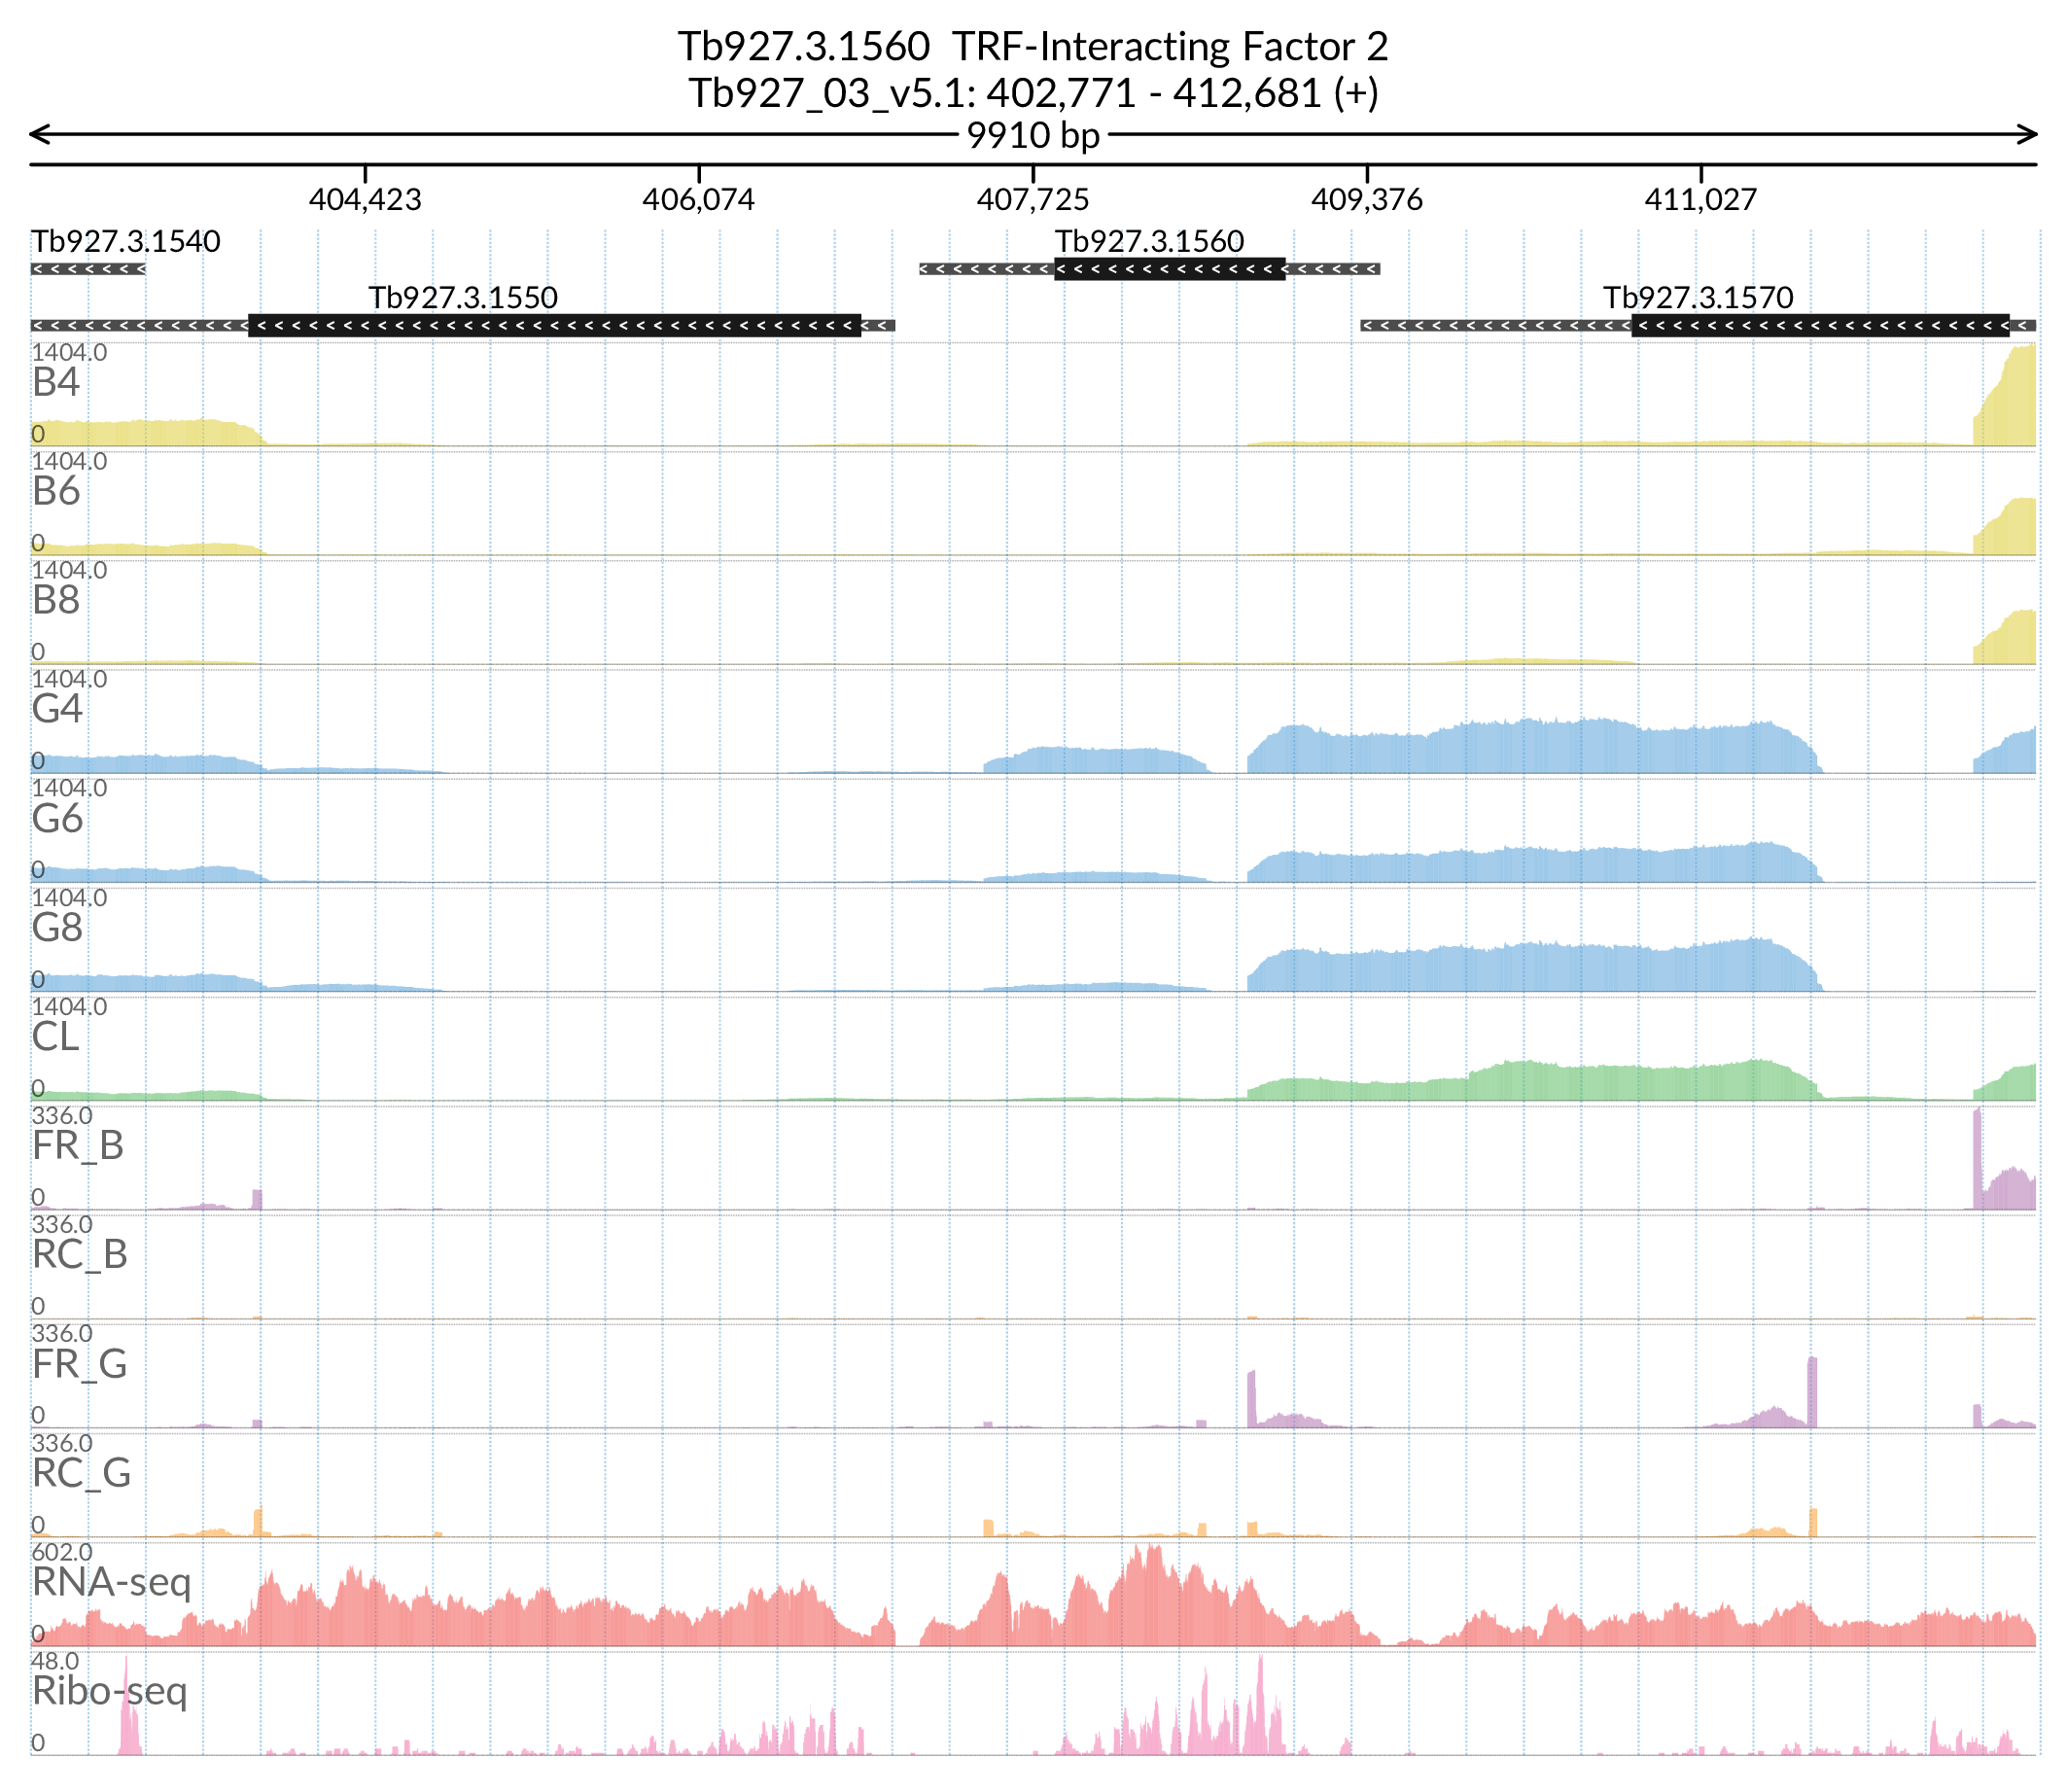 Tb927.3.1560 TRF-Interacting Factor 2
Tb927_03_v5.1: 402,771 - 412,681 (+)
9910 bp
404,423 406,074 407,725 409,376 411,027
Tb927.3.1540 Tb927.3.1560
Tb927.3.1550 Tb927.3.1570
1404.0
B4
0
1404.0
B6
0
1404.0
B8
0
1404.0
G4
0
1404.0
G6
0
1404.0
G8
0
1404.0
CL
0
336.0
FR_B
0
336.0
RC_B
0
336.0
FR_G
0
336.0
RC_G
0
602.0
RNA-seq
0
48.0
Ribo-seq
0